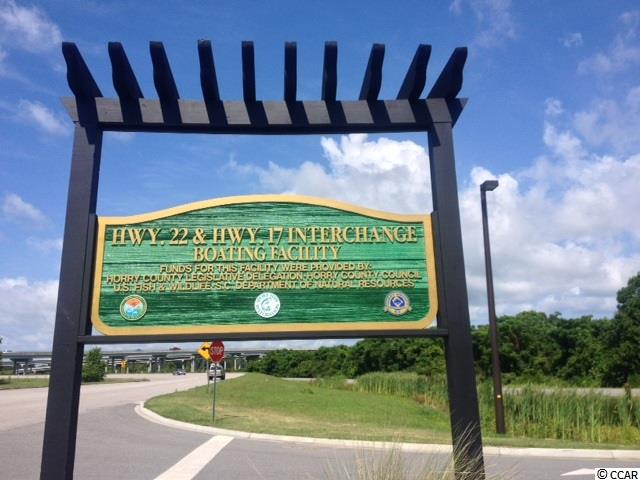 HWY. 22 & HWY. 17 INTERCHANGE
BOATING FACILITY
FUNDS FOR THIS FACILITY WERE PROVIDED BY:
HORRY COUNTY LEGISLATIVE DELEGATION, HORRY COUNTY COUNCIL
U.S. FISH & WILDLIFE S.C. DEPARTMENT OF NATURAL RESOURCES
STOP
© CCAR